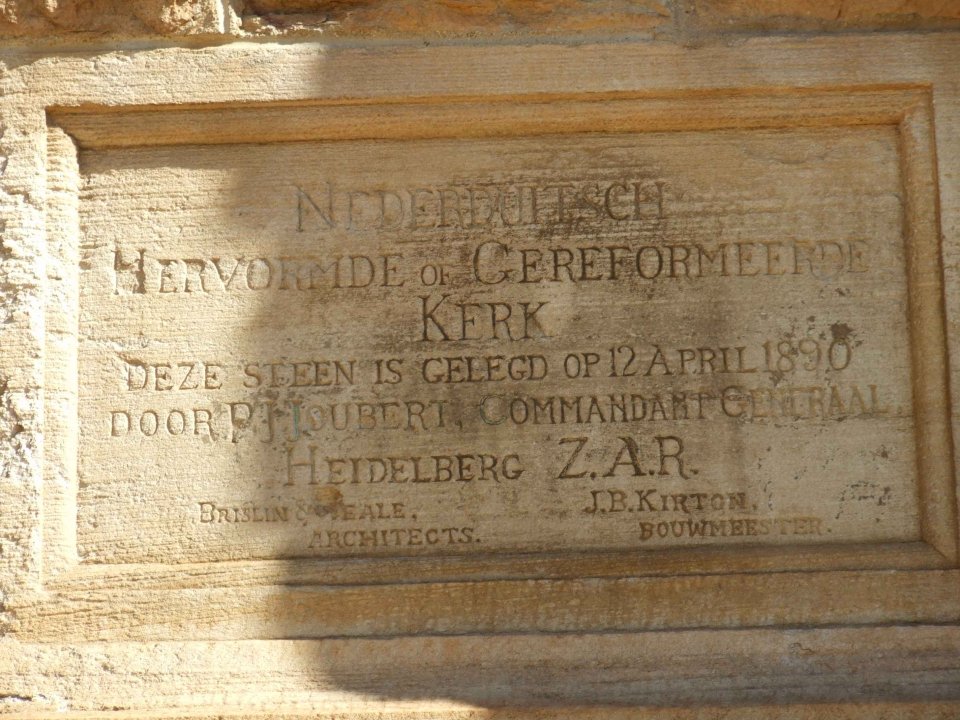 NEDERDUITSCH
HERVORMDE OF GEREFORMEERDE
KERK
DEZE STEEN IS GELEGD OP 12 APRIL 1890
DOOR P.J. JOUBERT, COMMANDANT GENERAAL,
HEIDELBERG Z.A.R.
BRISLIN &
ARCHITECTS.
J.B. KIRTON,
BOUWMEESTER.